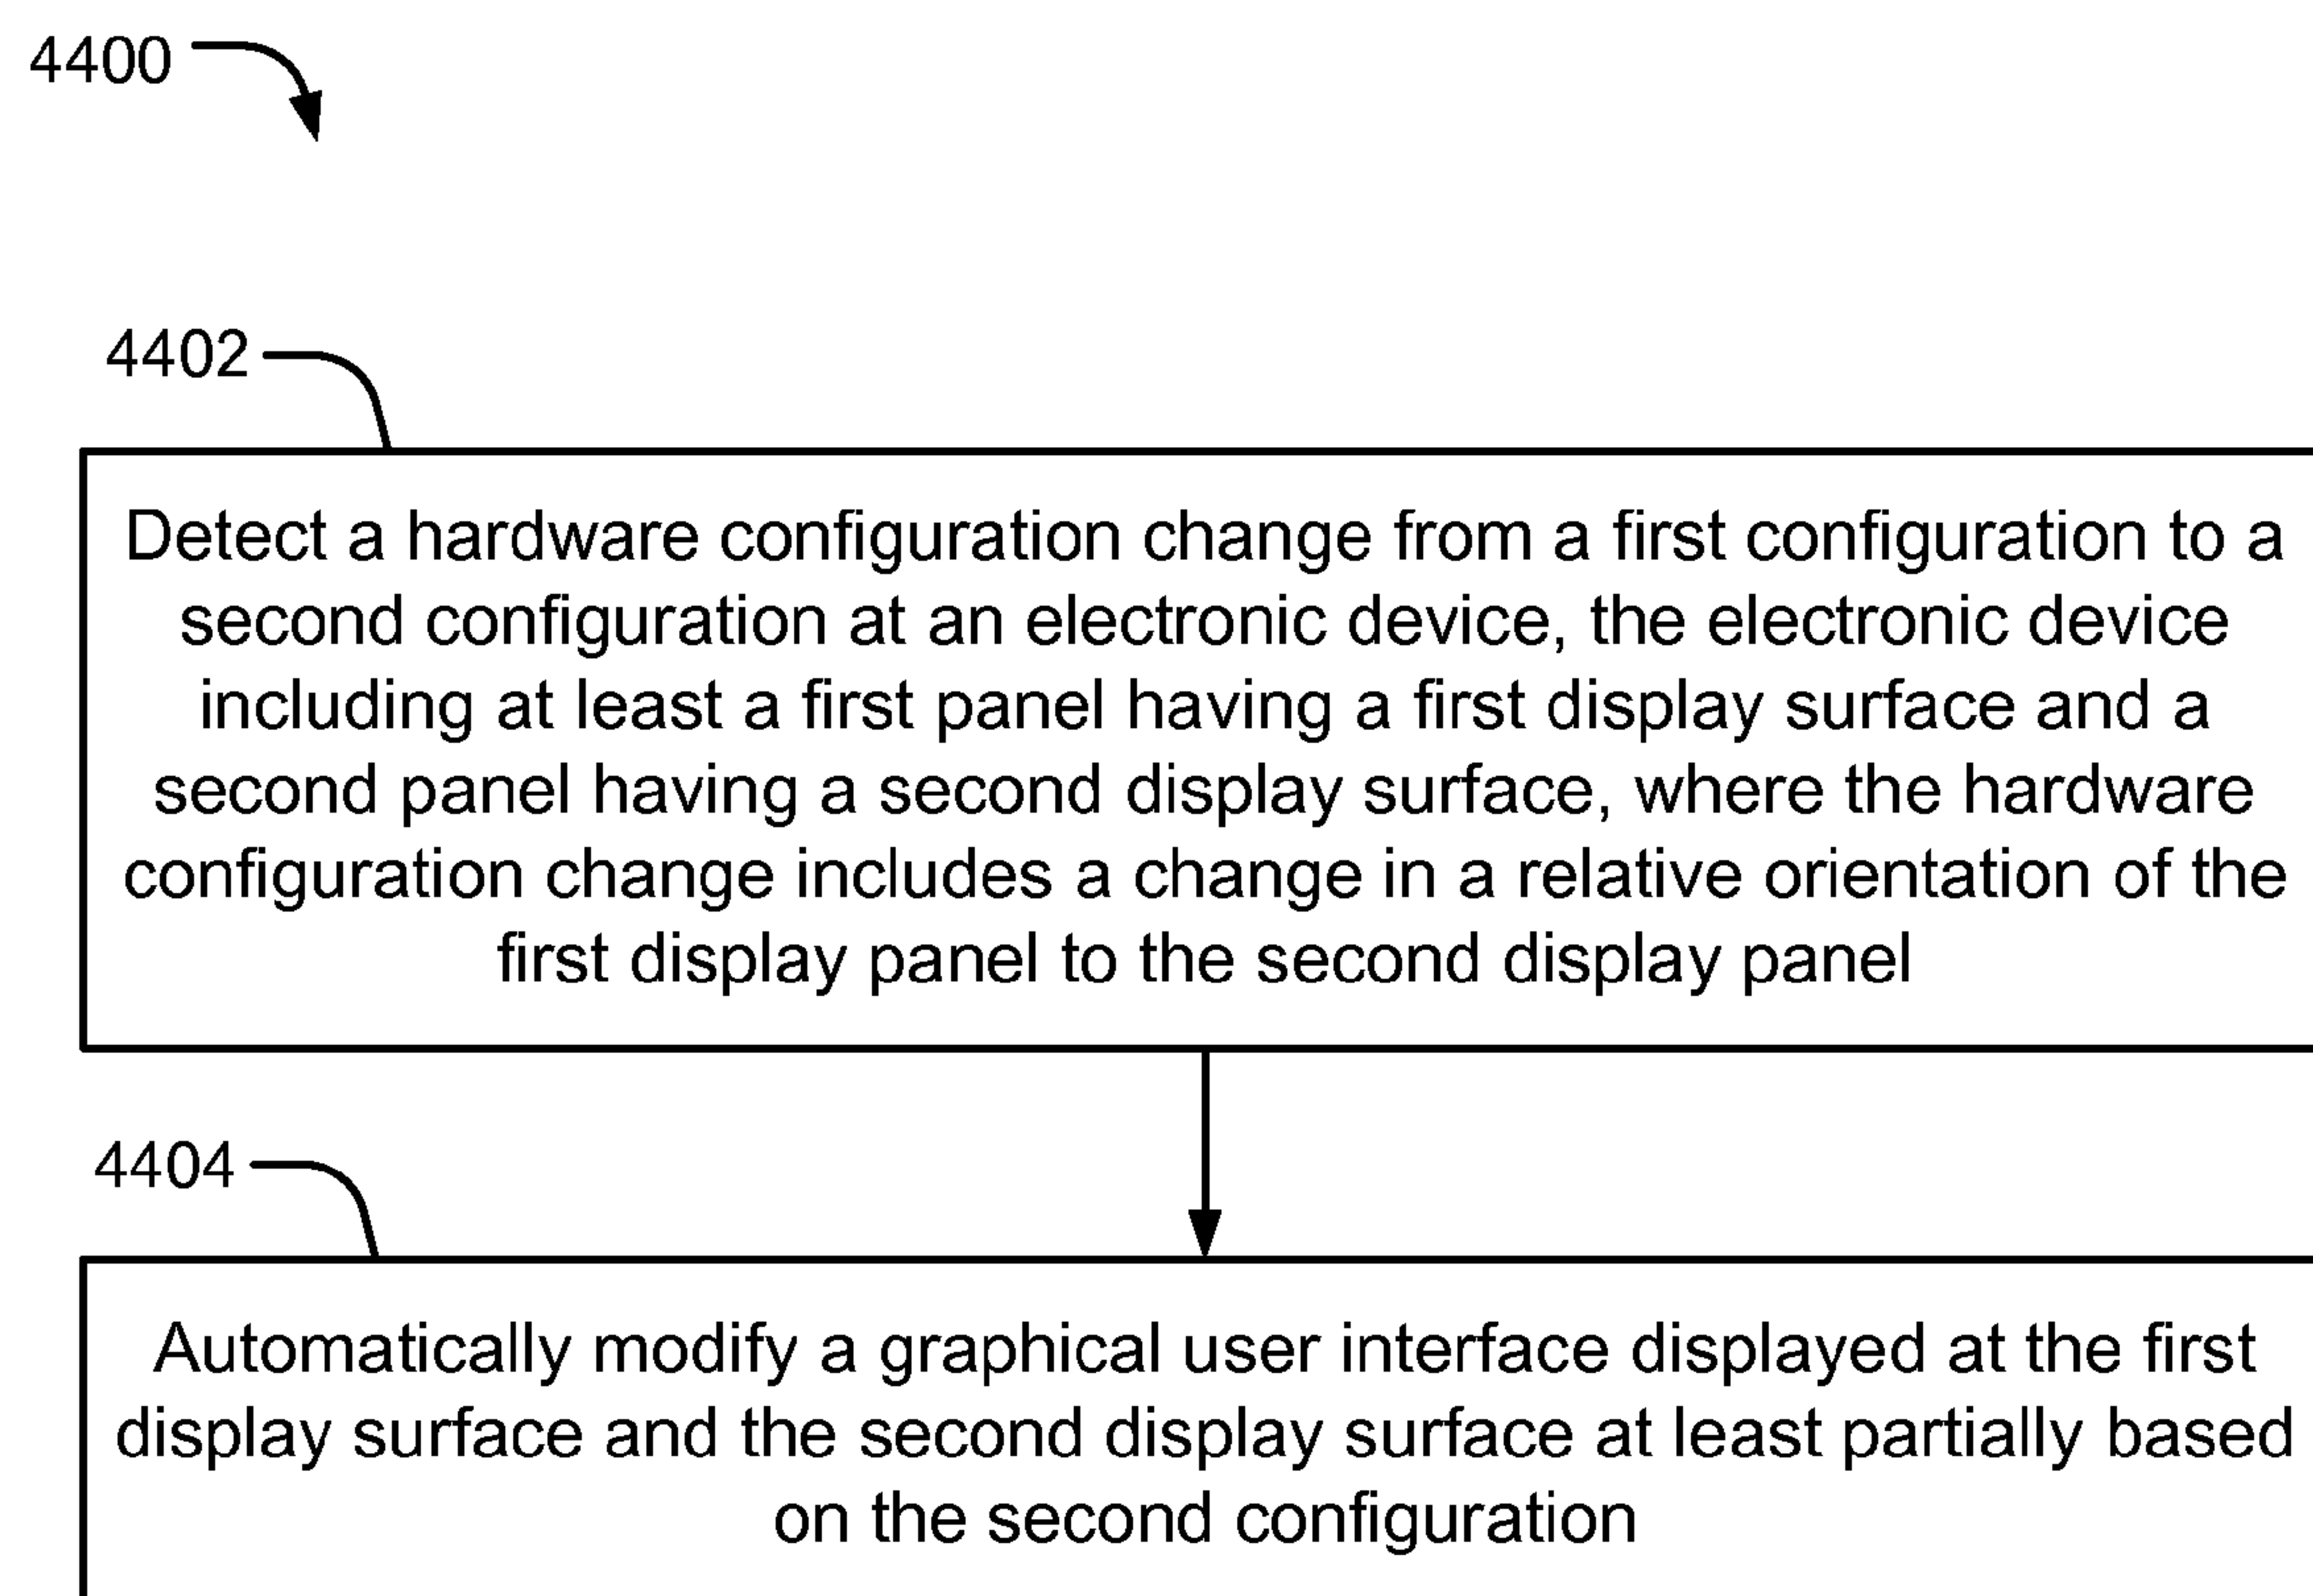 4400
4402
Detect a hardware configuration change from a first configuration to a
second configuration at an electronic device, the electronic device
including at least a first panel having a first display surface and a
second panel having a second display surface, where the hardware
configuration change includes a change in a relative orientation of the
first display panel to the second display panel
4404
Automatically modify a graphical user interface displayed at the first
display surface and the second display surface at least partially based
on the second configuration